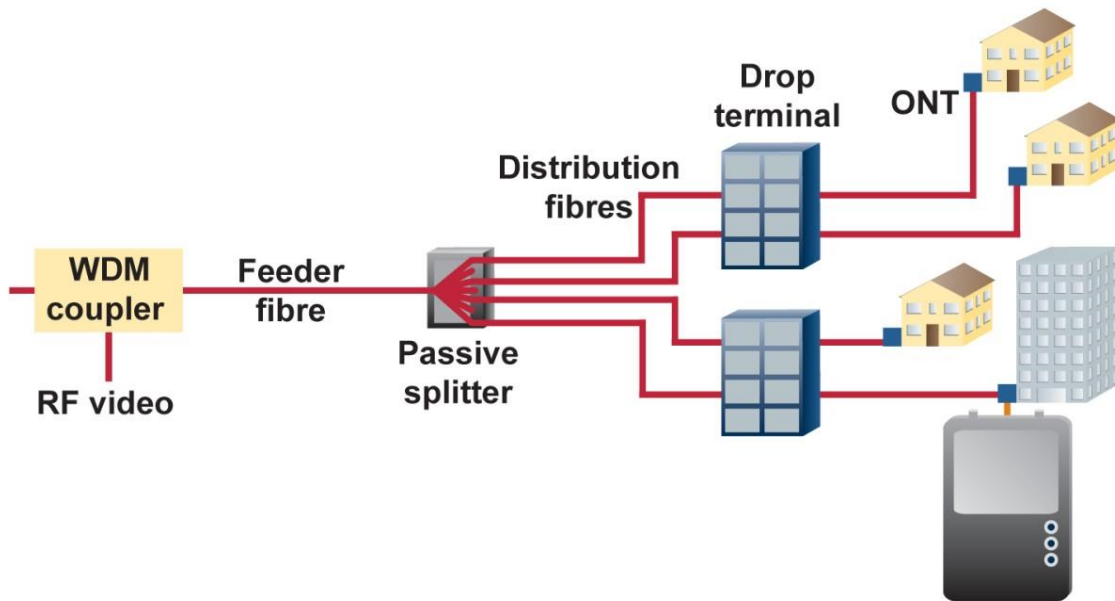 WDM
coupler
RF video
Feeder
fibre
Passive
splitter
Distribution
fibres
Drop
terminal
ONT